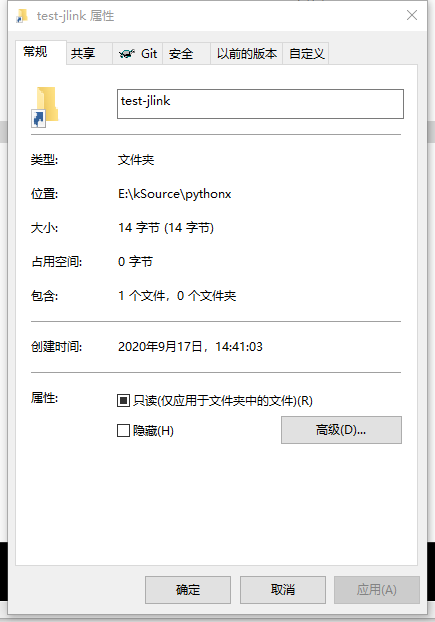 test-jlink 属性
常规 共享 Git 安全 以前的版本 自定义
test-jlink
类型: 文件夹
位置: E:\kSource\pythonx
大小: 14 字节 (14 字节)
占用空间: 0 字节
包含: 1 个文件，0 个文件夹
创建时间: 2020年9月17日，14:41:03
属性: 只读(仅应用于文件夹中的文件)(R)
隐藏(H) 高级(D)...
确定 取消 应用(A)